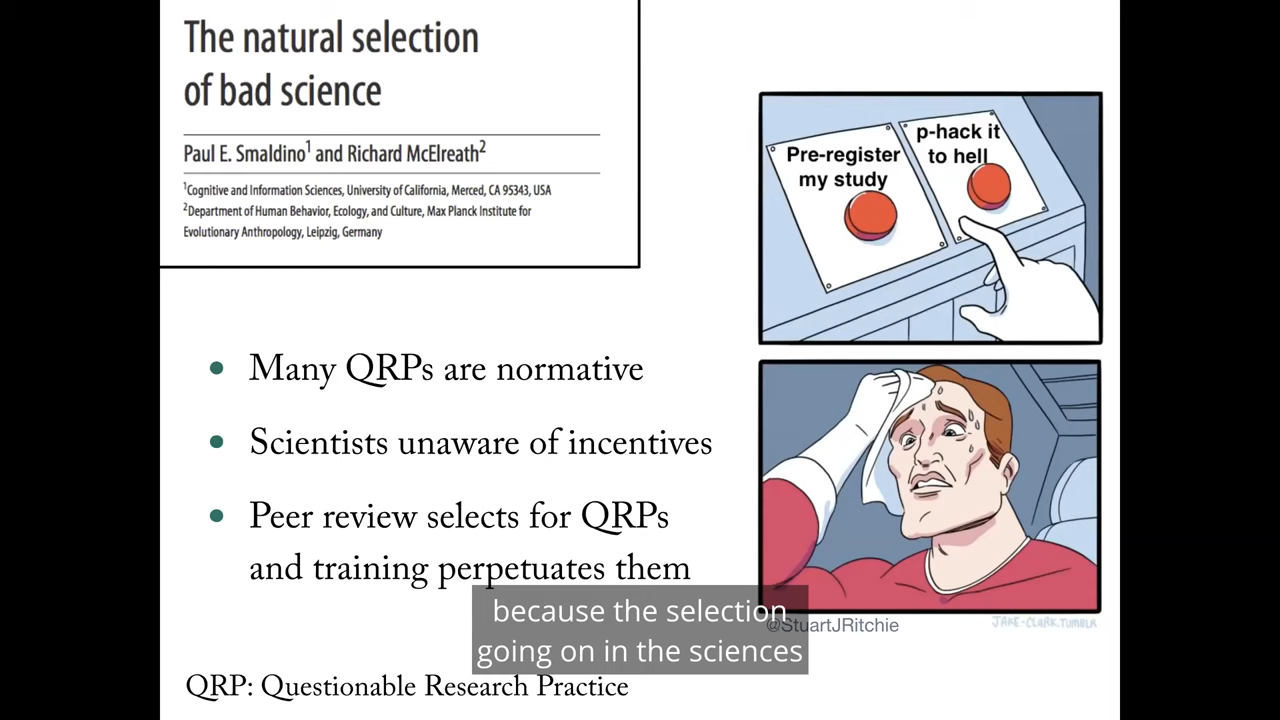 The natural selection
of bad science
Paul E. Smaldino¹ and Richard McElreath²
¹Cognitive and Information Sciences, University of California, Merced, CA 95343, USA
²Department of Human Behavior, Ecology, and Culture, Max Planck Institute for
Evolutionary Anthropology, Leipzig, Germany
Pre-register
my study
p-hack it
to hell
• Many QRPs are normative
• Scientists unaware of incentives
• Peer review selects for QRPs
and training perpetuates them
because the selection
going on in the sciences
@StuartJRitchie
JAKE-CLARK.TUMBLR
QRP: Questionable Research Practice